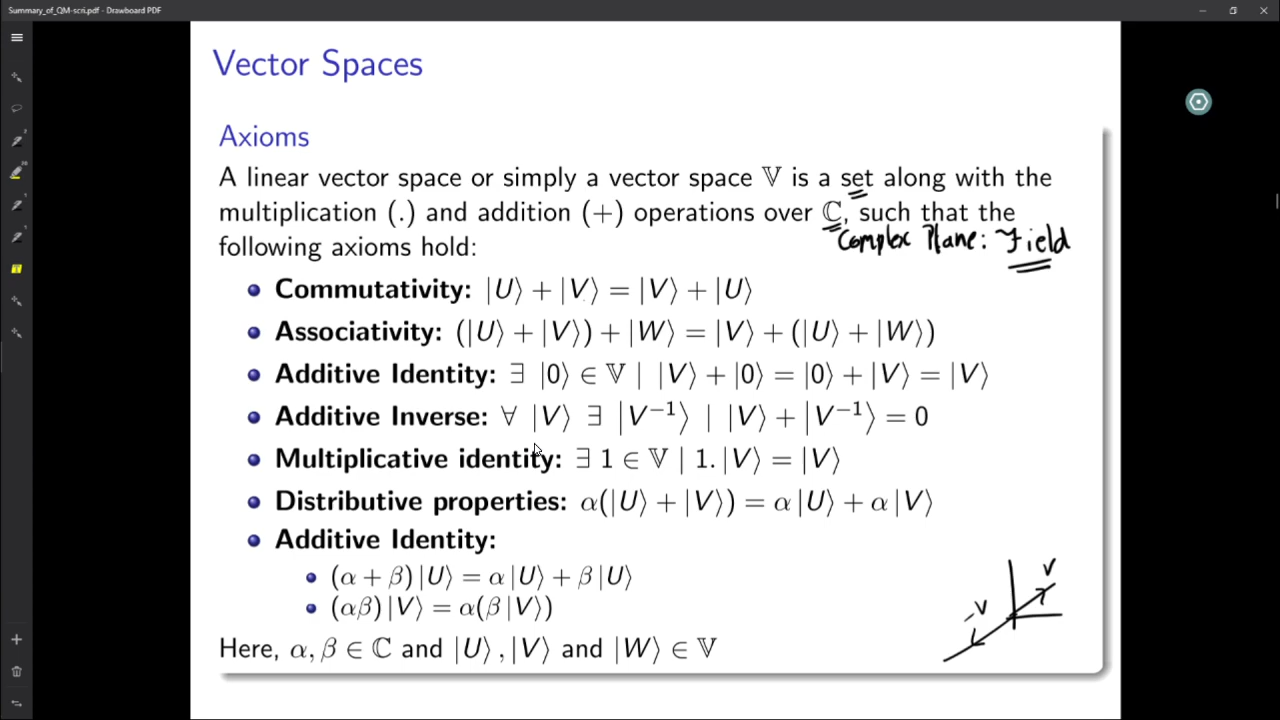 Summary_of_QM-scri.pdf - Drawboard PDF
Vector Spaces
Axioms
A linear vector space or simply a vector space 𝕍 is a set along with the
multiplication (.) and addition (+) operations over ℂ, such that the
Complex Plane: Field
following axioms hold:
Commutativity: |U⟩ + |V⟩ = |V⟩ + |U⟩
Associativity: (|U⟩ + |V⟩) + |W⟩ = |V⟩ + (|U⟩ + |W⟩)
Additive Identity: ∃ |0⟩ ∈ 𝕍 | |V⟩ + |0⟩ = |0⟩ + |V⟩ = |V⟩
Additive Inverse: ∀ |V⟩ ∃ |V⁻¹⟩ | |V⟩ + |V⁻¹⟩ = 0
Multiplicative identity: ∃ 1 ∈ 𝕍 | 1. |V⟩ = |V⟩
Distributive properties: α(|U⟩ + |V⟩) = α |U⟩ + α |V⟩
Additive Identity:
(α + β) |U⟩ = α |U⟩ + β |U⟩
(αβ) |V⟩ = α(β |V⟩)
Here, α, β ∈ ℂ and |U⟩ , |V⟩ and |W⟩ ∈ 𝕍
V
-V